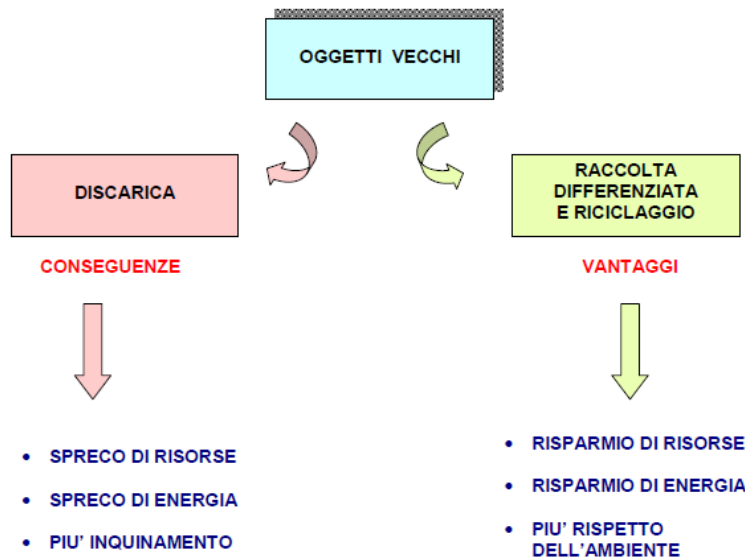 OGGETTI VECCHI
DISCARICA
CONSEGUENZE
• SPRECO DI RISORSE
• SPRECO DI ENERGIA
• PIU' INQUINAMENTO
RACCOLTA
DIFFERENZIATA
E RICICLAGGIO
VANTAGGI
• RISPARMIO DI RISORSE
• RISPARMIO DI ENERGIA
• PIU' RISPETTO
DELL'AMBIENTE